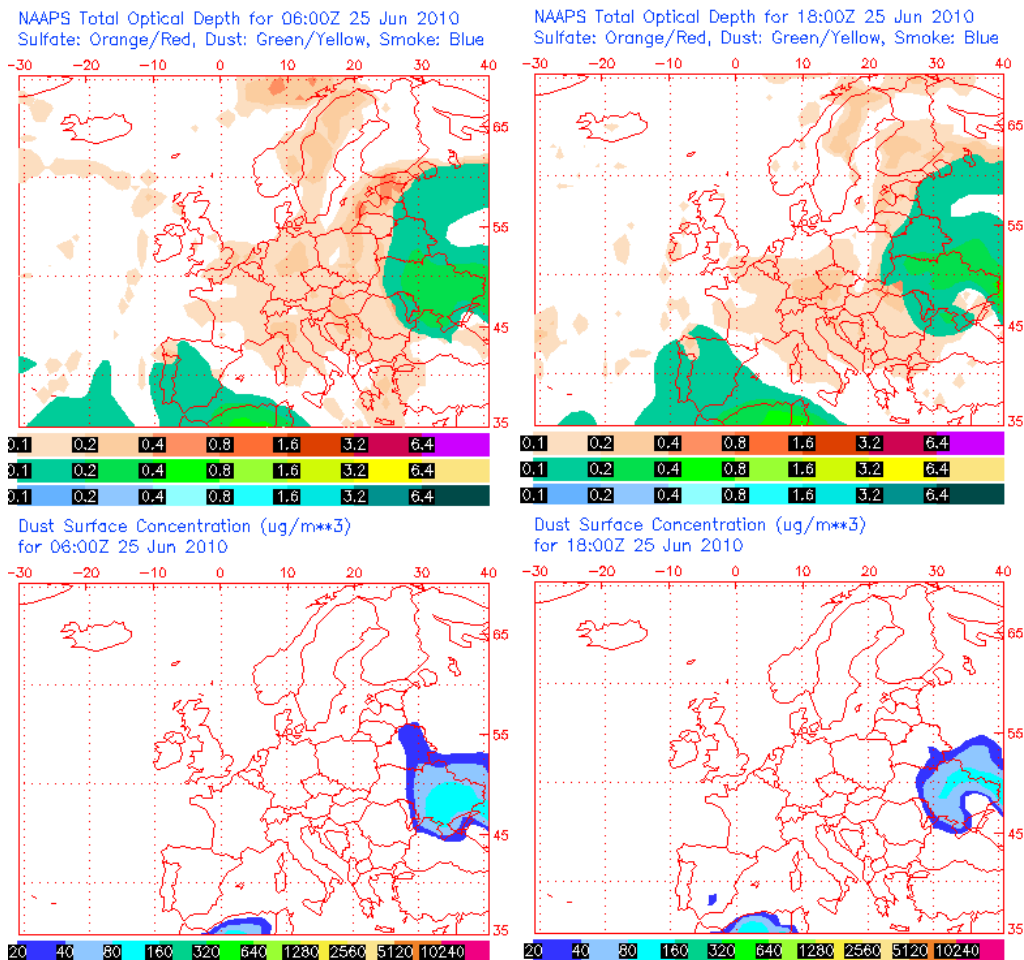 NAAPS Total Optical Depth for 06:00Z 25 Jun 2010
Sulfate: Orange/Red, Dust: Green/Yellow, Smoke: Blue
-30 -20 -10 0 10 20 30 40
65
55
45
35
0.1 0.2 0.4 0.8 1.6 3.2 6.4
0.1 0.2 0.4 0.8 1.6 3.2 6.4
0.1 0.2 0.4 0.8 1.6 3.2 6.4
NAAPS Total Optical Depth for 18:00Z 25 Jun 2010
Sulfate: Orange/Red, Dust: Green/Yellow, Smoke: Blue
-30 -20 -10 0 10 20 30 40
65
55
45
35
0.1 0.2 0.4 0.8 1.6 3.2 6.4
0.1 0.2 0.4 0.8 1.6 3.2 6.4
0.1 0.2 0.4 0.8 1.6 3.2 6.4
Dust Surface Concentration (ug/m**3)
for 06:00Z 25 Jun 2010
-30 -20 -10 0 10 20 30 40
65
55
45
35
20 40 80 160 320 640 1280 2560 5120 10240
Dust Surface Concentration (ug/m**3)
for 18:00Z 25 Jun 2010
-30 -20 -10 0 10 20 30 40
65
55
45
35
20 40 80 160 320 640 1280 2560 5120 10240